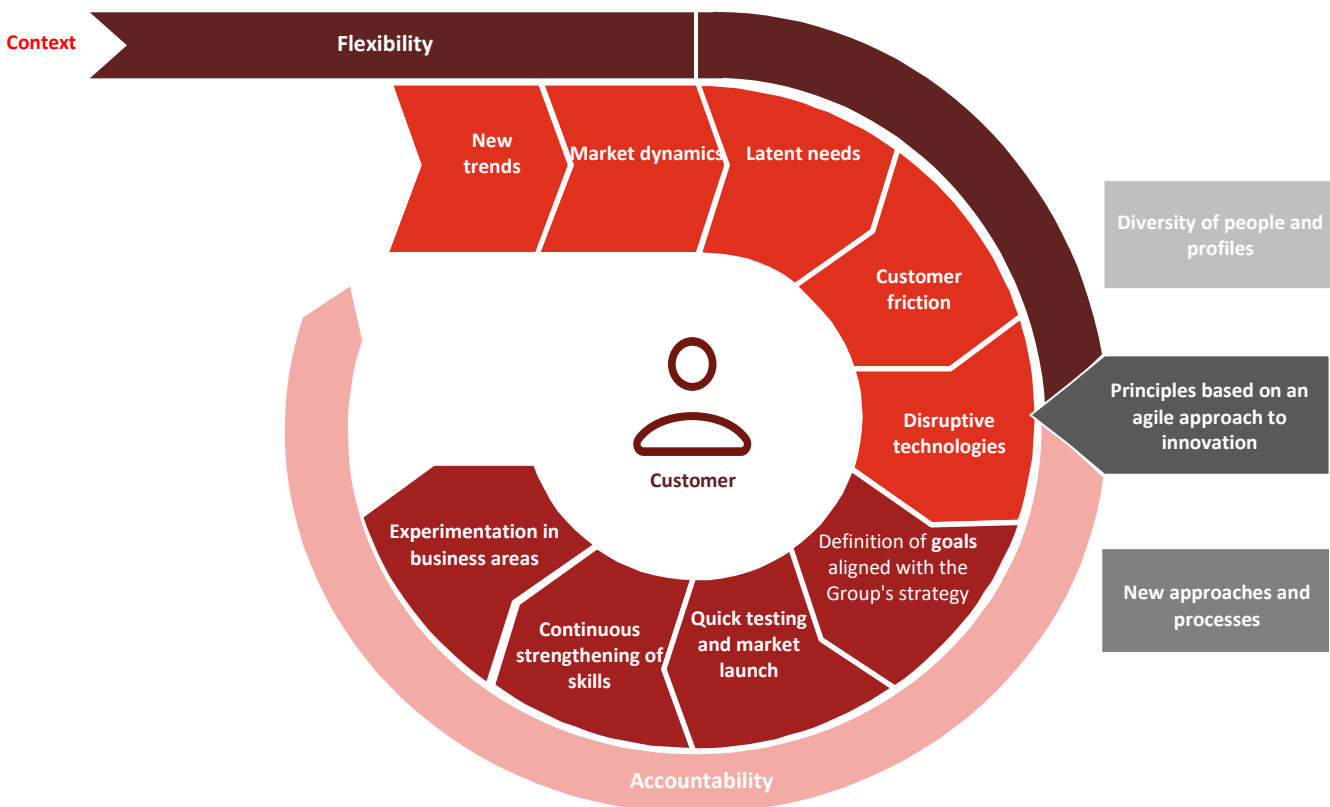 Context
Flexibility
New
trends
Market dynamics
Latent needs
Customer
friction
Disruptive
technologies
Definition of goals
aligned with the
Group's strategy
Quick testing
and market
launch
Continuous
strengthening of
skills
Experimentation in
business areas
Customer
Accountability
Diversity of people and
profiles
Principles based on an
agile approach to
innovation
New approaches and
processes